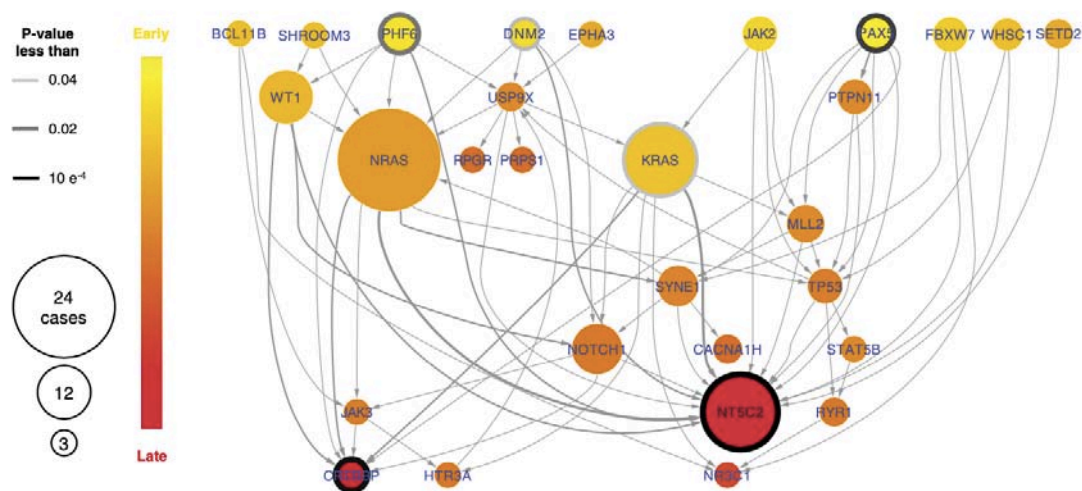 P-value
less than
0.04
0.02
10 e⁻⁴
24
cases
12
3
Early
Late
BCL11B
SHROOM3
PHF6
DNM2
EPHA3
JAK2
PAX5
FBXW7
WHSC1
SETD2
WT1
USP9X
PTPN11
NRAS
RPGR
PRPS1
KRAS
MLL2
SYNE1
TP53
NOTCH1
CACNA1H
STAT5B
JAK3
NT5C2
RYR1
CREBBP
HTR3A
NR3C1